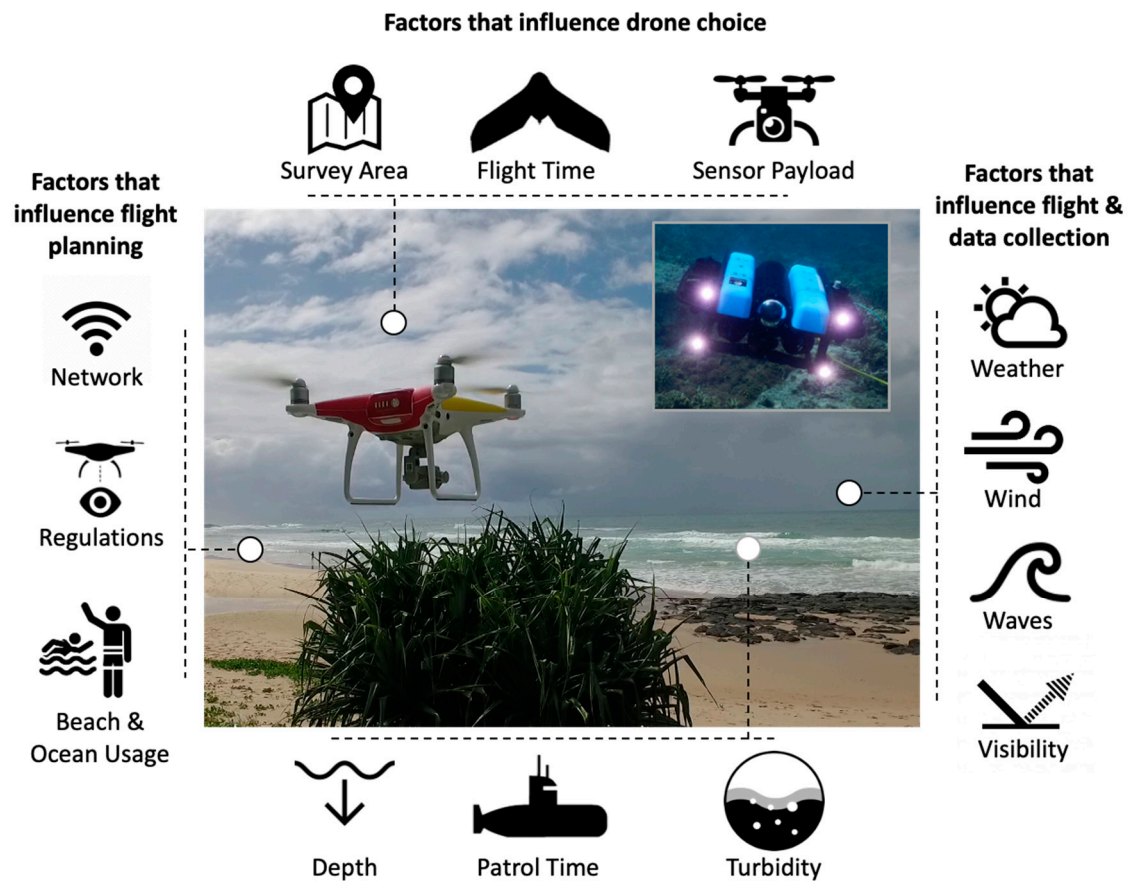 Factors that influence drone choice
Survey Area
Flight Time
Sensor Payload
Factors that
influence flight
planning
Network
Regulations
Beach &
Ocean Usage
Factors that
influence flight &
data collection
Weather
Wind
Waves
Visibility
Depth
Patrol Time
Turbidity